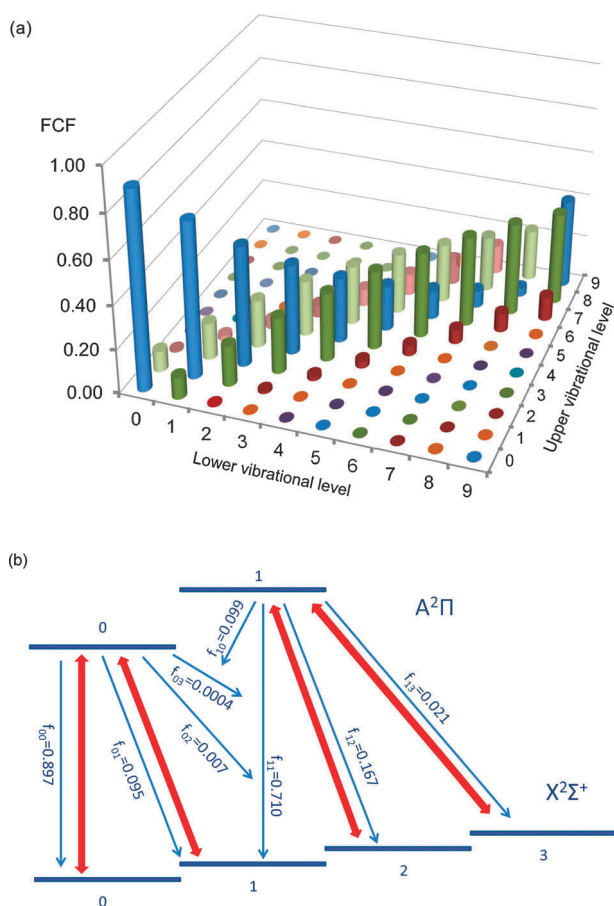 (a)
FCF
1.00
0.80
0.60
0.40
0.20
0.00
0 1 2 3 4 5 6 7 8 9
Lower vibrational level
0 1 2 3 4 5 6 7 8 9
Upper vibrational level
(b)
1
A²Π
0
f₁₀=0.099
f₀₃=0.0004
f₁₃=0.021
f₀₀=0.897
f₀₁=0.095
f₀₂=0.007
f₁₁=0.710
f₁₂=0.167
X²Σ⁺
0
1
2
3